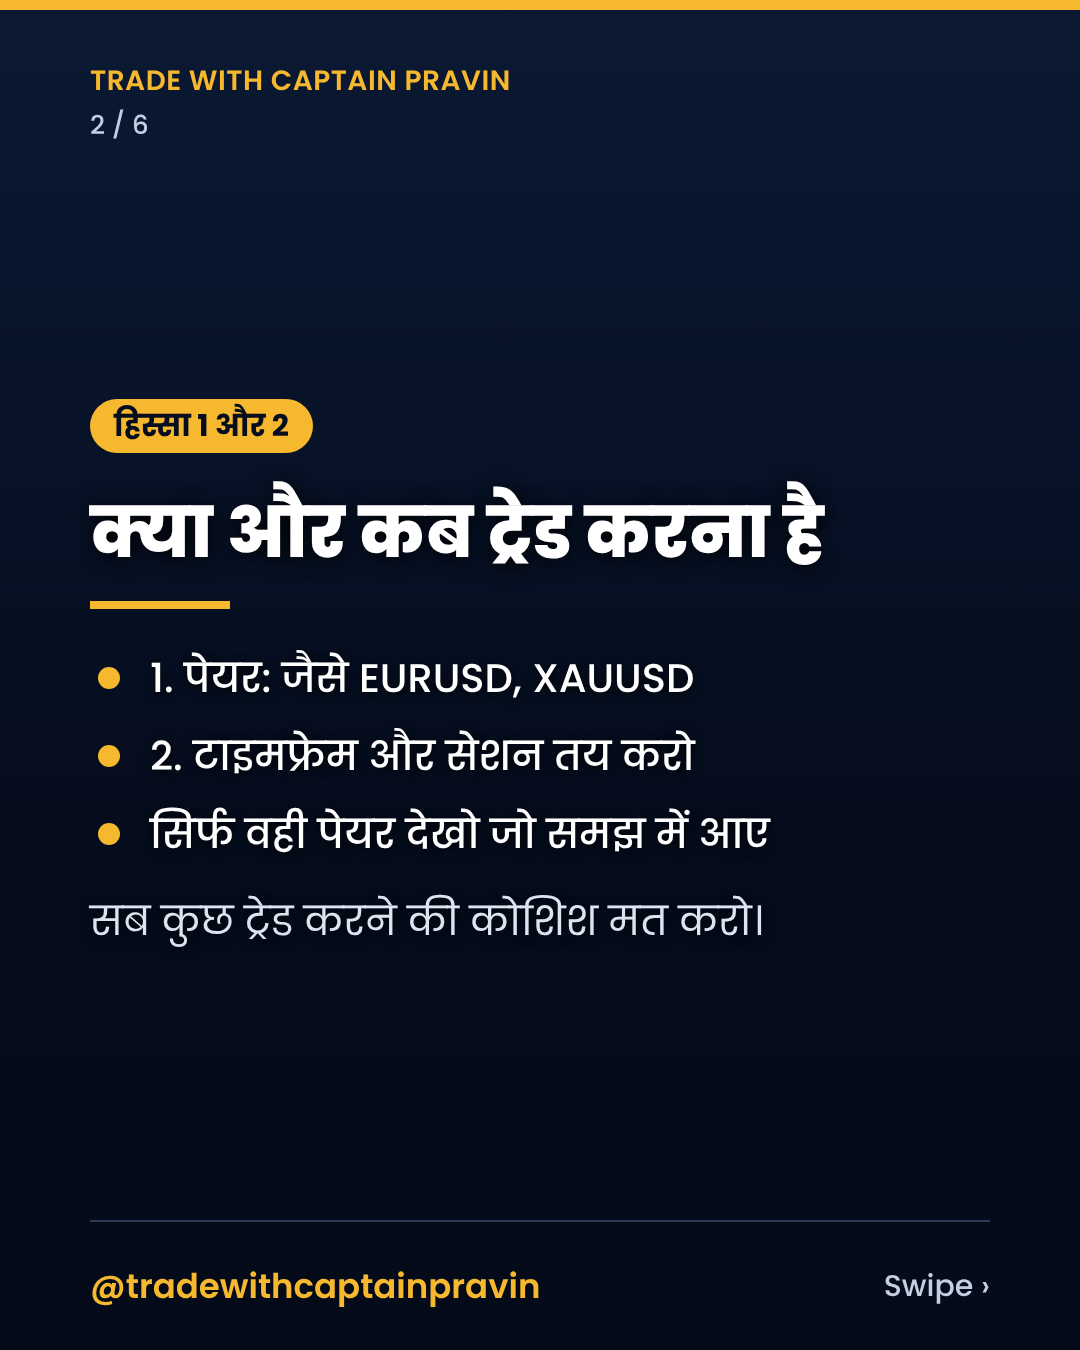 TRADE WITH CAPTAIN PRAVIN
2 / 6
हिस्सा 1 और 2
क्या और कब ट्रेड करना है
1. पेयर: जैसे EURUSD, XAUUSD
2. टाइमफ्रेम और सेशन तय करो
सिर्फ वही पेयर देखो जो समझ में आए
सब कुछ ट्रेड करने की कोशिश मत करो।
@tradewithcaptainpravin
Swipe ›